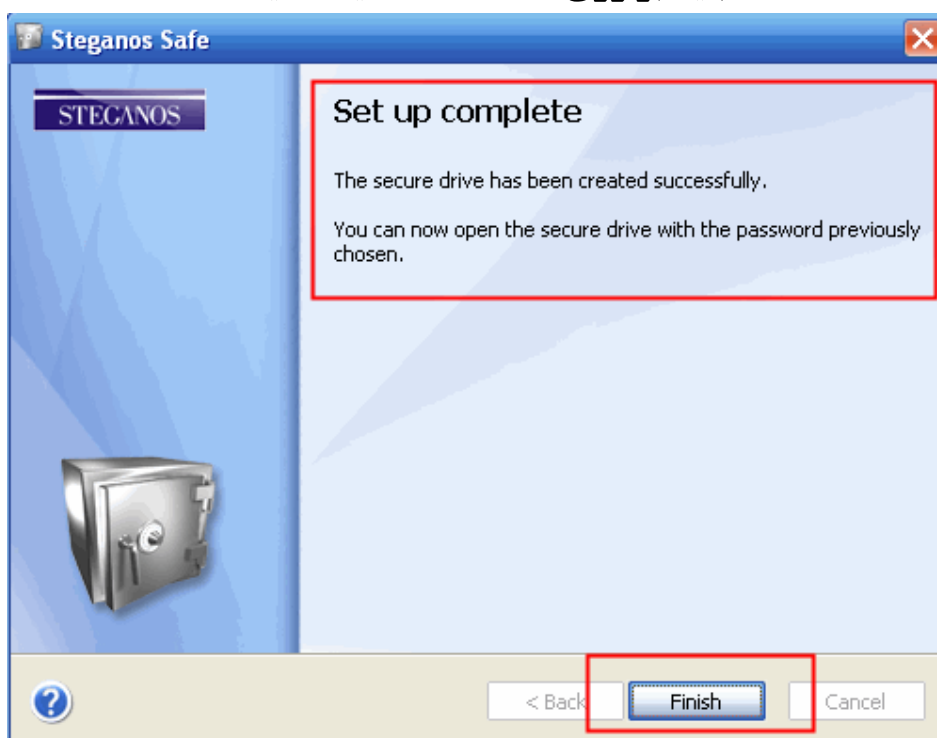 Steganos Safe
STEGANOS
Set up complete
The secure drive has been created successfully.
You can now open the secure drive with the password previously
chosen.
?
< Back
Finish
Cancel